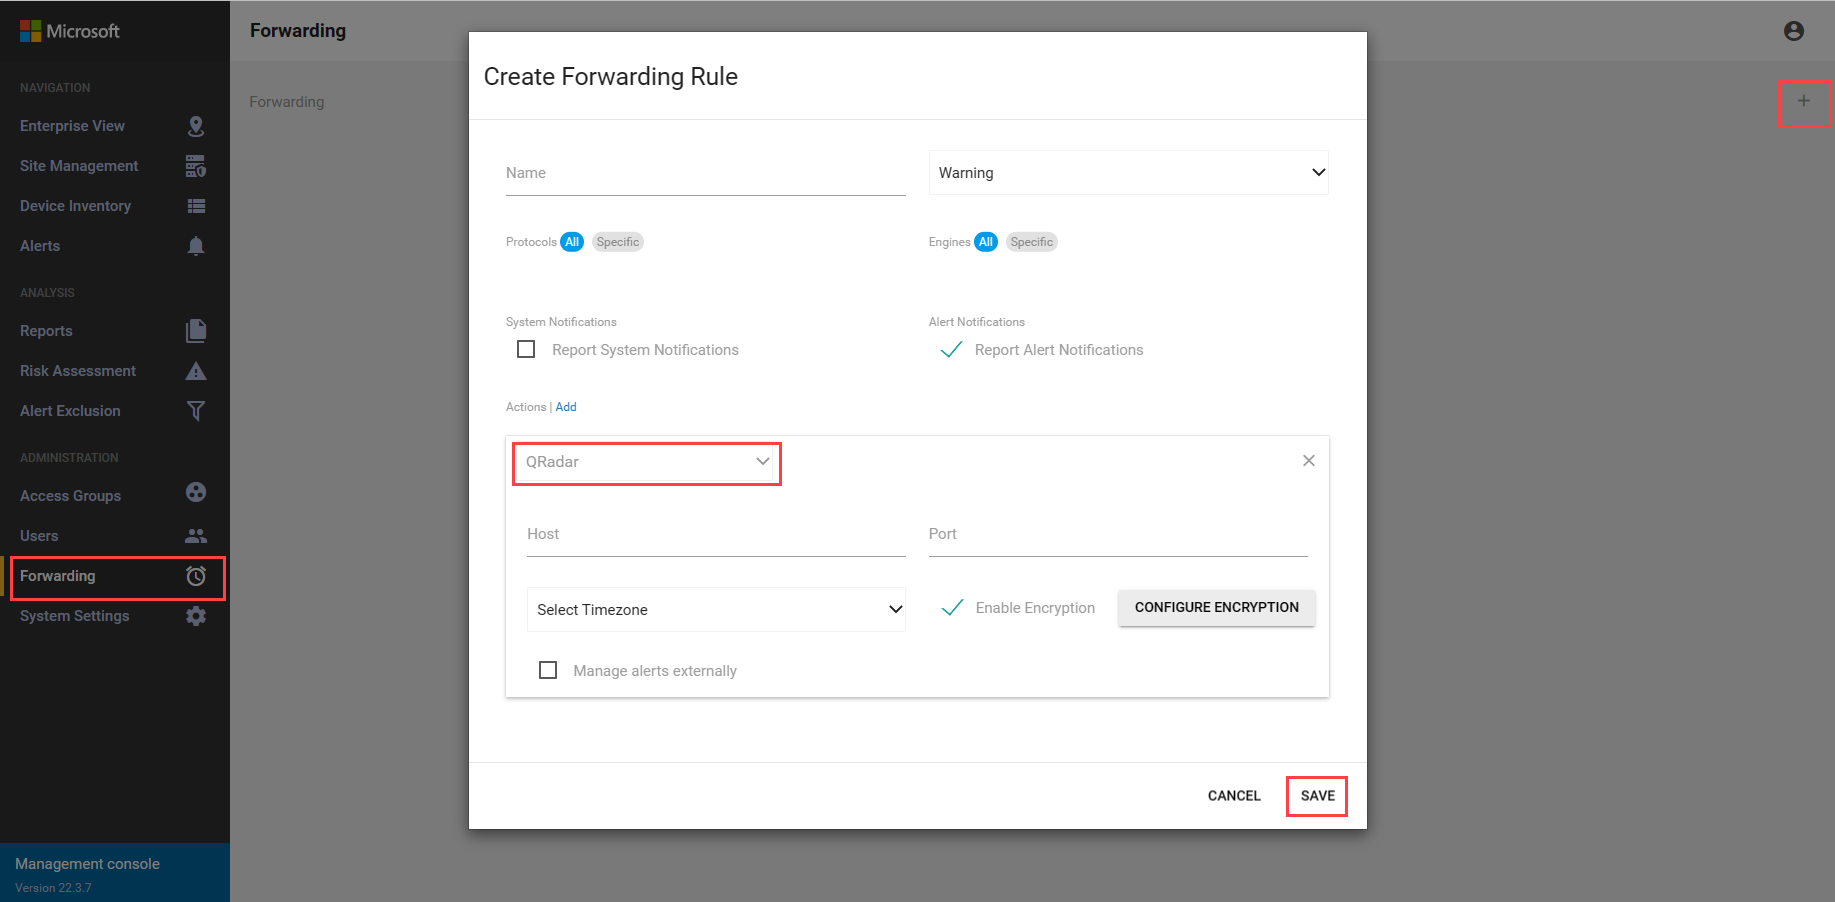 Microsoft
NAVIGATION
Enterprise View
Site Management
Device Inventory
Alerts
ANALYSIS
Reports
Risk Assessment
Alert Exclusion
ADMINISTRATION
Access Groups
Users
Forwarding
System Settings
Management console
Version 22.3.7
Forwarding
Forwarding
Create Forwarding Rule
Name
Warning
Protocols All Specific
Engines All Specific
System Notifications
Report System Notifications
Alert Notifications
Report Alert Notifications
Actions | Add
QRadar
Host
Port
Select Timezone
Enable Encryption
CONFIGURE ENCRYPTION
Manage alerts externally
CANCEL
SAVE